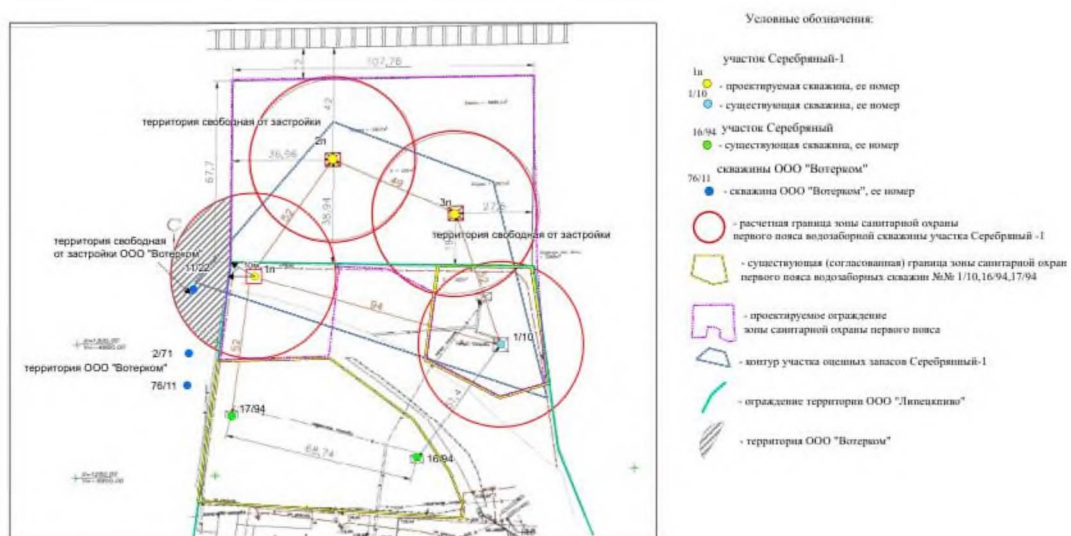 Условные обозначения:
участок Серебряный-1
1п
- проектируемая скважина, ее номер
1/10
- существующая скважина, ее номер
участок Серебряный
16/94
- существующая скважина, ее номер
скважины ООО "Вотерком"
76/11
- скважина ООО "Вотерком", ее номер
- расчетная граница зоны санитарной охраны
первого пояса водозаборной скважины участка Серебряный -1
- существующая (согласованная) граница зоны санитарной охран
первого пояса водозаборных скважин №№ 1/10,16/94,17/94
- проектируемое ограждение
зоны санитарной охраны первого пояса
- контур участка оцененных запасов Серебрянный-1
- ограждение территории ООО "Липецкпиво"
- территория ООО "Вотерком"
12
107,76
42
территория свободная от застройки
2п
36,96
49
67,7
3п
27,6
52
38,94
территория свободная от застройки
территория свободная
от застройки ООО "Вотерком"
11/22
1п
94
1/10
52
2/71
территория ООО "Вотерком"
76/11
17/94
68,74
16/94